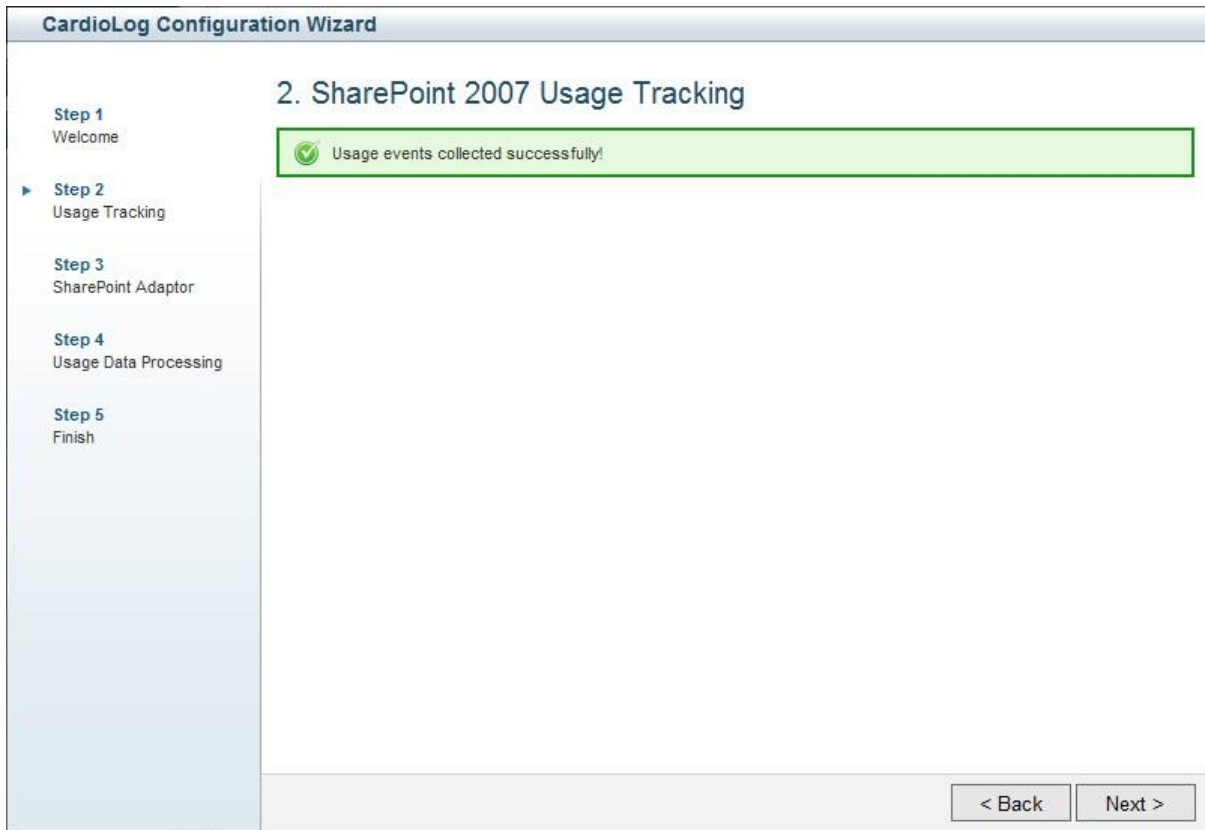 CardioLog Configuration Wizard
Step 1
Welcome
Step 2
Usage Tracking
Step 3
SharePoint Adaptor
Step 4
Usage Data Processing
Step 5
Finish
2. SharePoint 2007 Usage Tracking
Usage events collected successfully!
< Back
Next >